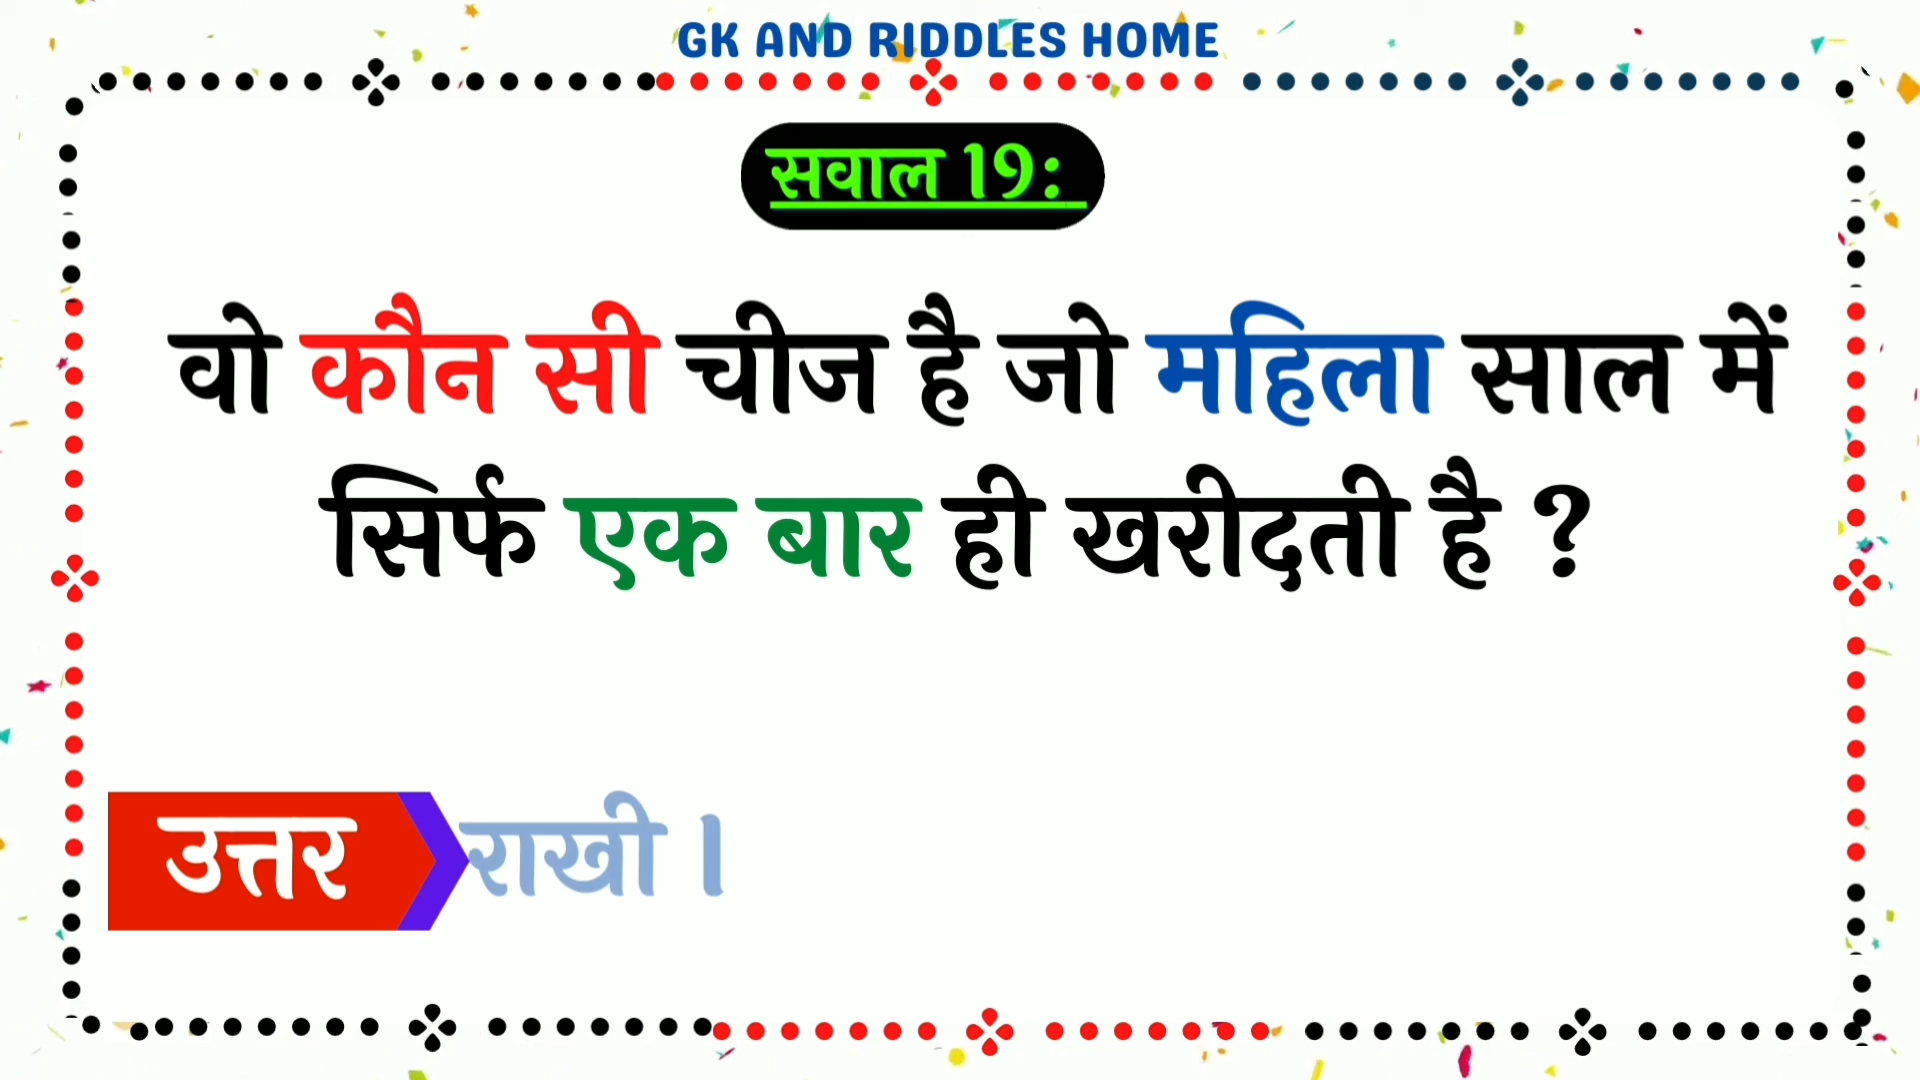 GK AND RIDDLES HOME
सवाल 19:
वो कौन सी चीज है जो महिला साल में
सिर्फ एक बार ही खरीदती है ?
उत्तर राखी ।